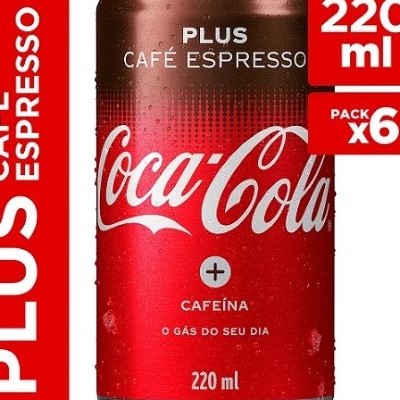 PLUS CAFÉ
ESPRESSO
PLUS
CAFÉ ESPRESSO
Coca-Cola
+
CAFEÍNA
O GÁS DO SEU DIA
220 ml
220
ml
PACK
x6